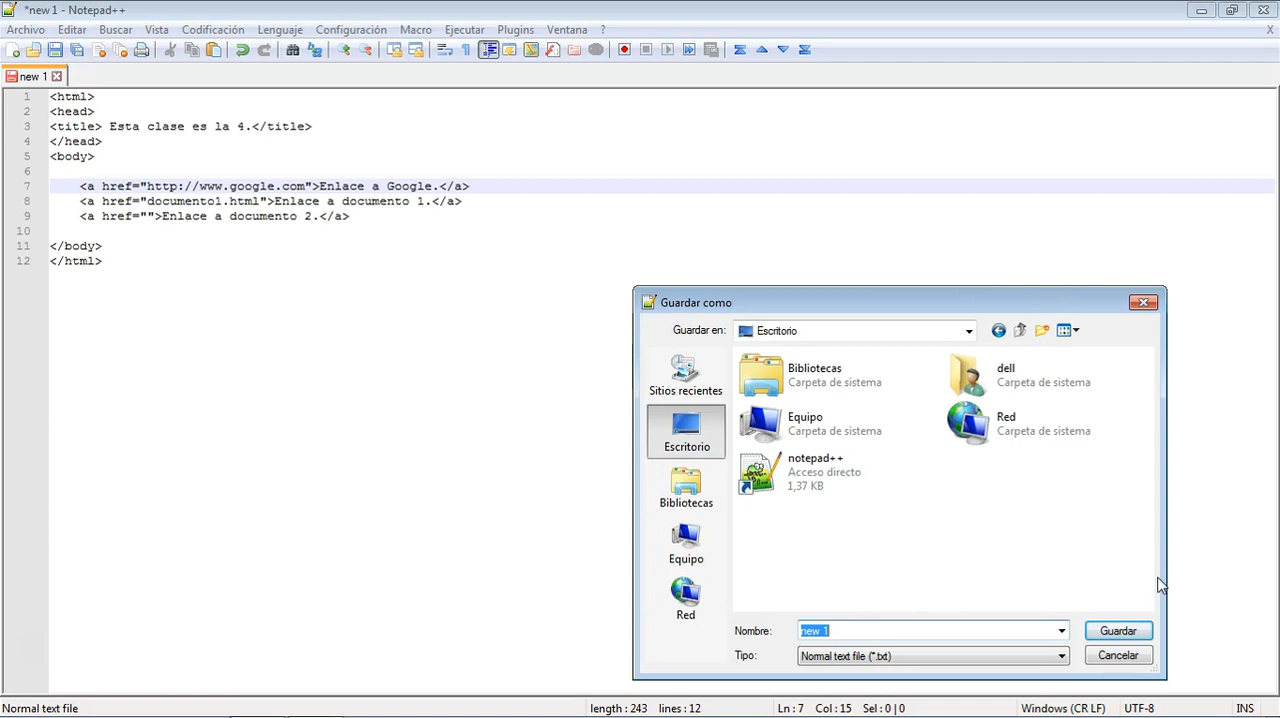 *new 1 - Notepad++
Archivo Editar Buscar Vista Codificación Lenguaje Configuración Macro Ejecutar Plugins Ventana ? X
new 1
1 <html>
2 <head>
3 <title> Esta clase es la 4.</title>
4 </head>
5 <body>
6
7 <a href="http://www.google.com">Enlace a Google.</a>
8 <a href="documento1.html">Enlace a documento 1.</a>
9 <a href="">Enlace a documento 2.</a>
10
11 </body>
12 </html>
Guardar como
Guardar en: Escritorio
Sitios recientes
Escritorio
Bibliotecas
Equipo
Red
Bibliotecas
Carpeta de sistema
dell
Carpeta de sistema
Equipo
Carpeta de sistema
Red
Carpeta de sistema
notepad++
Acceso directo
1,37 KB
Nombre: new 1 Guardar
Tipo: Normal text file (*.txt) Cancelar
Normal text file length : 243 lines : 12 Ln : 7 Col : 15 Sel : 0 | 0 Windows (CR LF) UTF-8 INS